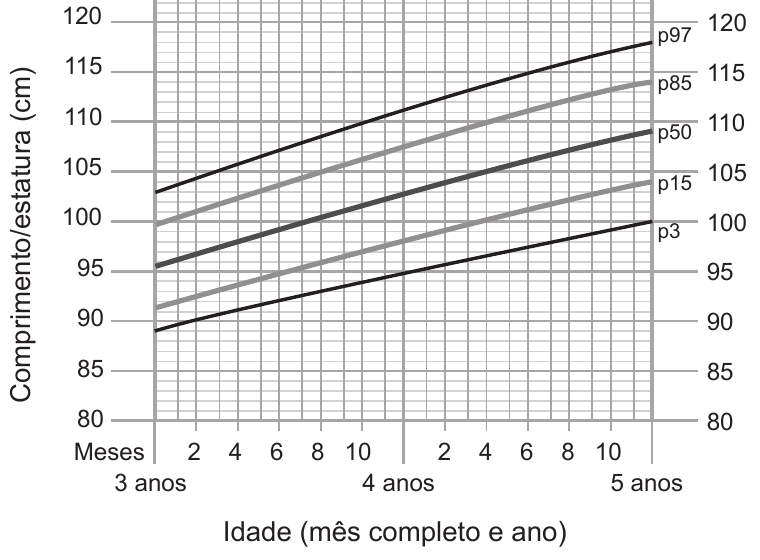 120 120
p97
115 115
p85
110 110
p50
105 105
p15
100 100
p3
95 95
90 90
85 85
80 80
Comprimento/estatura (cm)
Meses 2 4 6 8 10 2 4 6 8 10
3 anos 4 anos 5 anos
Idade (mês completo e ano)